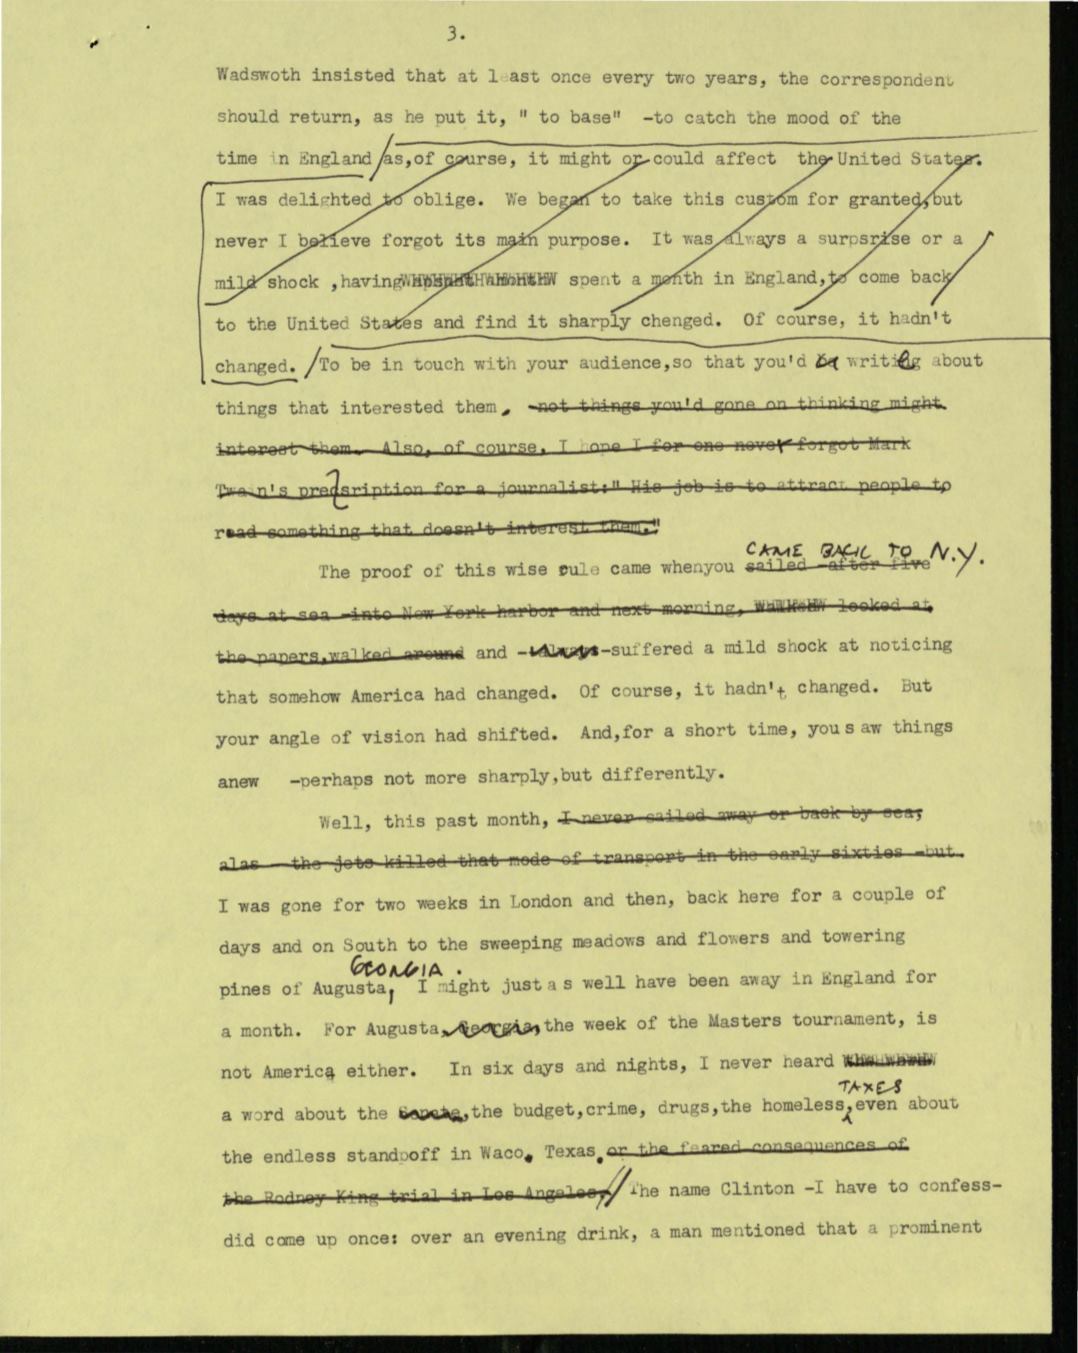 3.
Wadswoth insisted that at least once every two years, the correspondent
should return, as he put it, " to base" -to catch the mood of the
time in England /as,of course, it might or could affect the United States.
I was delighted to oblige. We began to take this custom for granted,but
never I believe forgot its main purpose. It was always a surpsrise or a
mild shock ,having spent a month in England,to come back
to the United States and find it sharply chenged. Of course, it hadn't
changed. /To be in touch with your audience,so that you'd be writing about
things that interested them. -not things you'd gone on thinking might
interest them. Also, of course, I hope I for one never forgot Mark
Twain's predsription for a journalist:" His job is to attract people to
read something that doesn't interest them."
CAME BACK TO N.Y.
The proof of this wise rule came whenyou sailed -after five
days at sea -into New York harbor and next morning, looked at
the papers,walked around and -always-suffered a mild shock at noticing
that somehow America had changed. Of course, it hadn't changed. But
your angle of vision had shifted. And,for a short time, you saw things
anew -perhaps not more sharply,but differently.
Well, this past month, I never sailed away or back by sea,
alas - the jets killed that mode of transport in the early sixties -but
I was gone for two weeks in London and then, back here for a couple of
days and on South to the sweeping meadows and flowers and towering
GEORGIA.
pines of Augusta, I might just a s well have been away in England for
a month. For Augusta, Georgia, the week of the Masters tournament, is
not America either. In six days and nights, I never heard
TAXES
a word about the the budget,crime, drugs,the homeless,even about
the endless standpoff in Waco, Texas. or the feared consequences of
the Rodney King trial in Los Angeles, // The name Clinton -I have to confess-
did come up once: over an evening drink, a man mentioned that a prominent